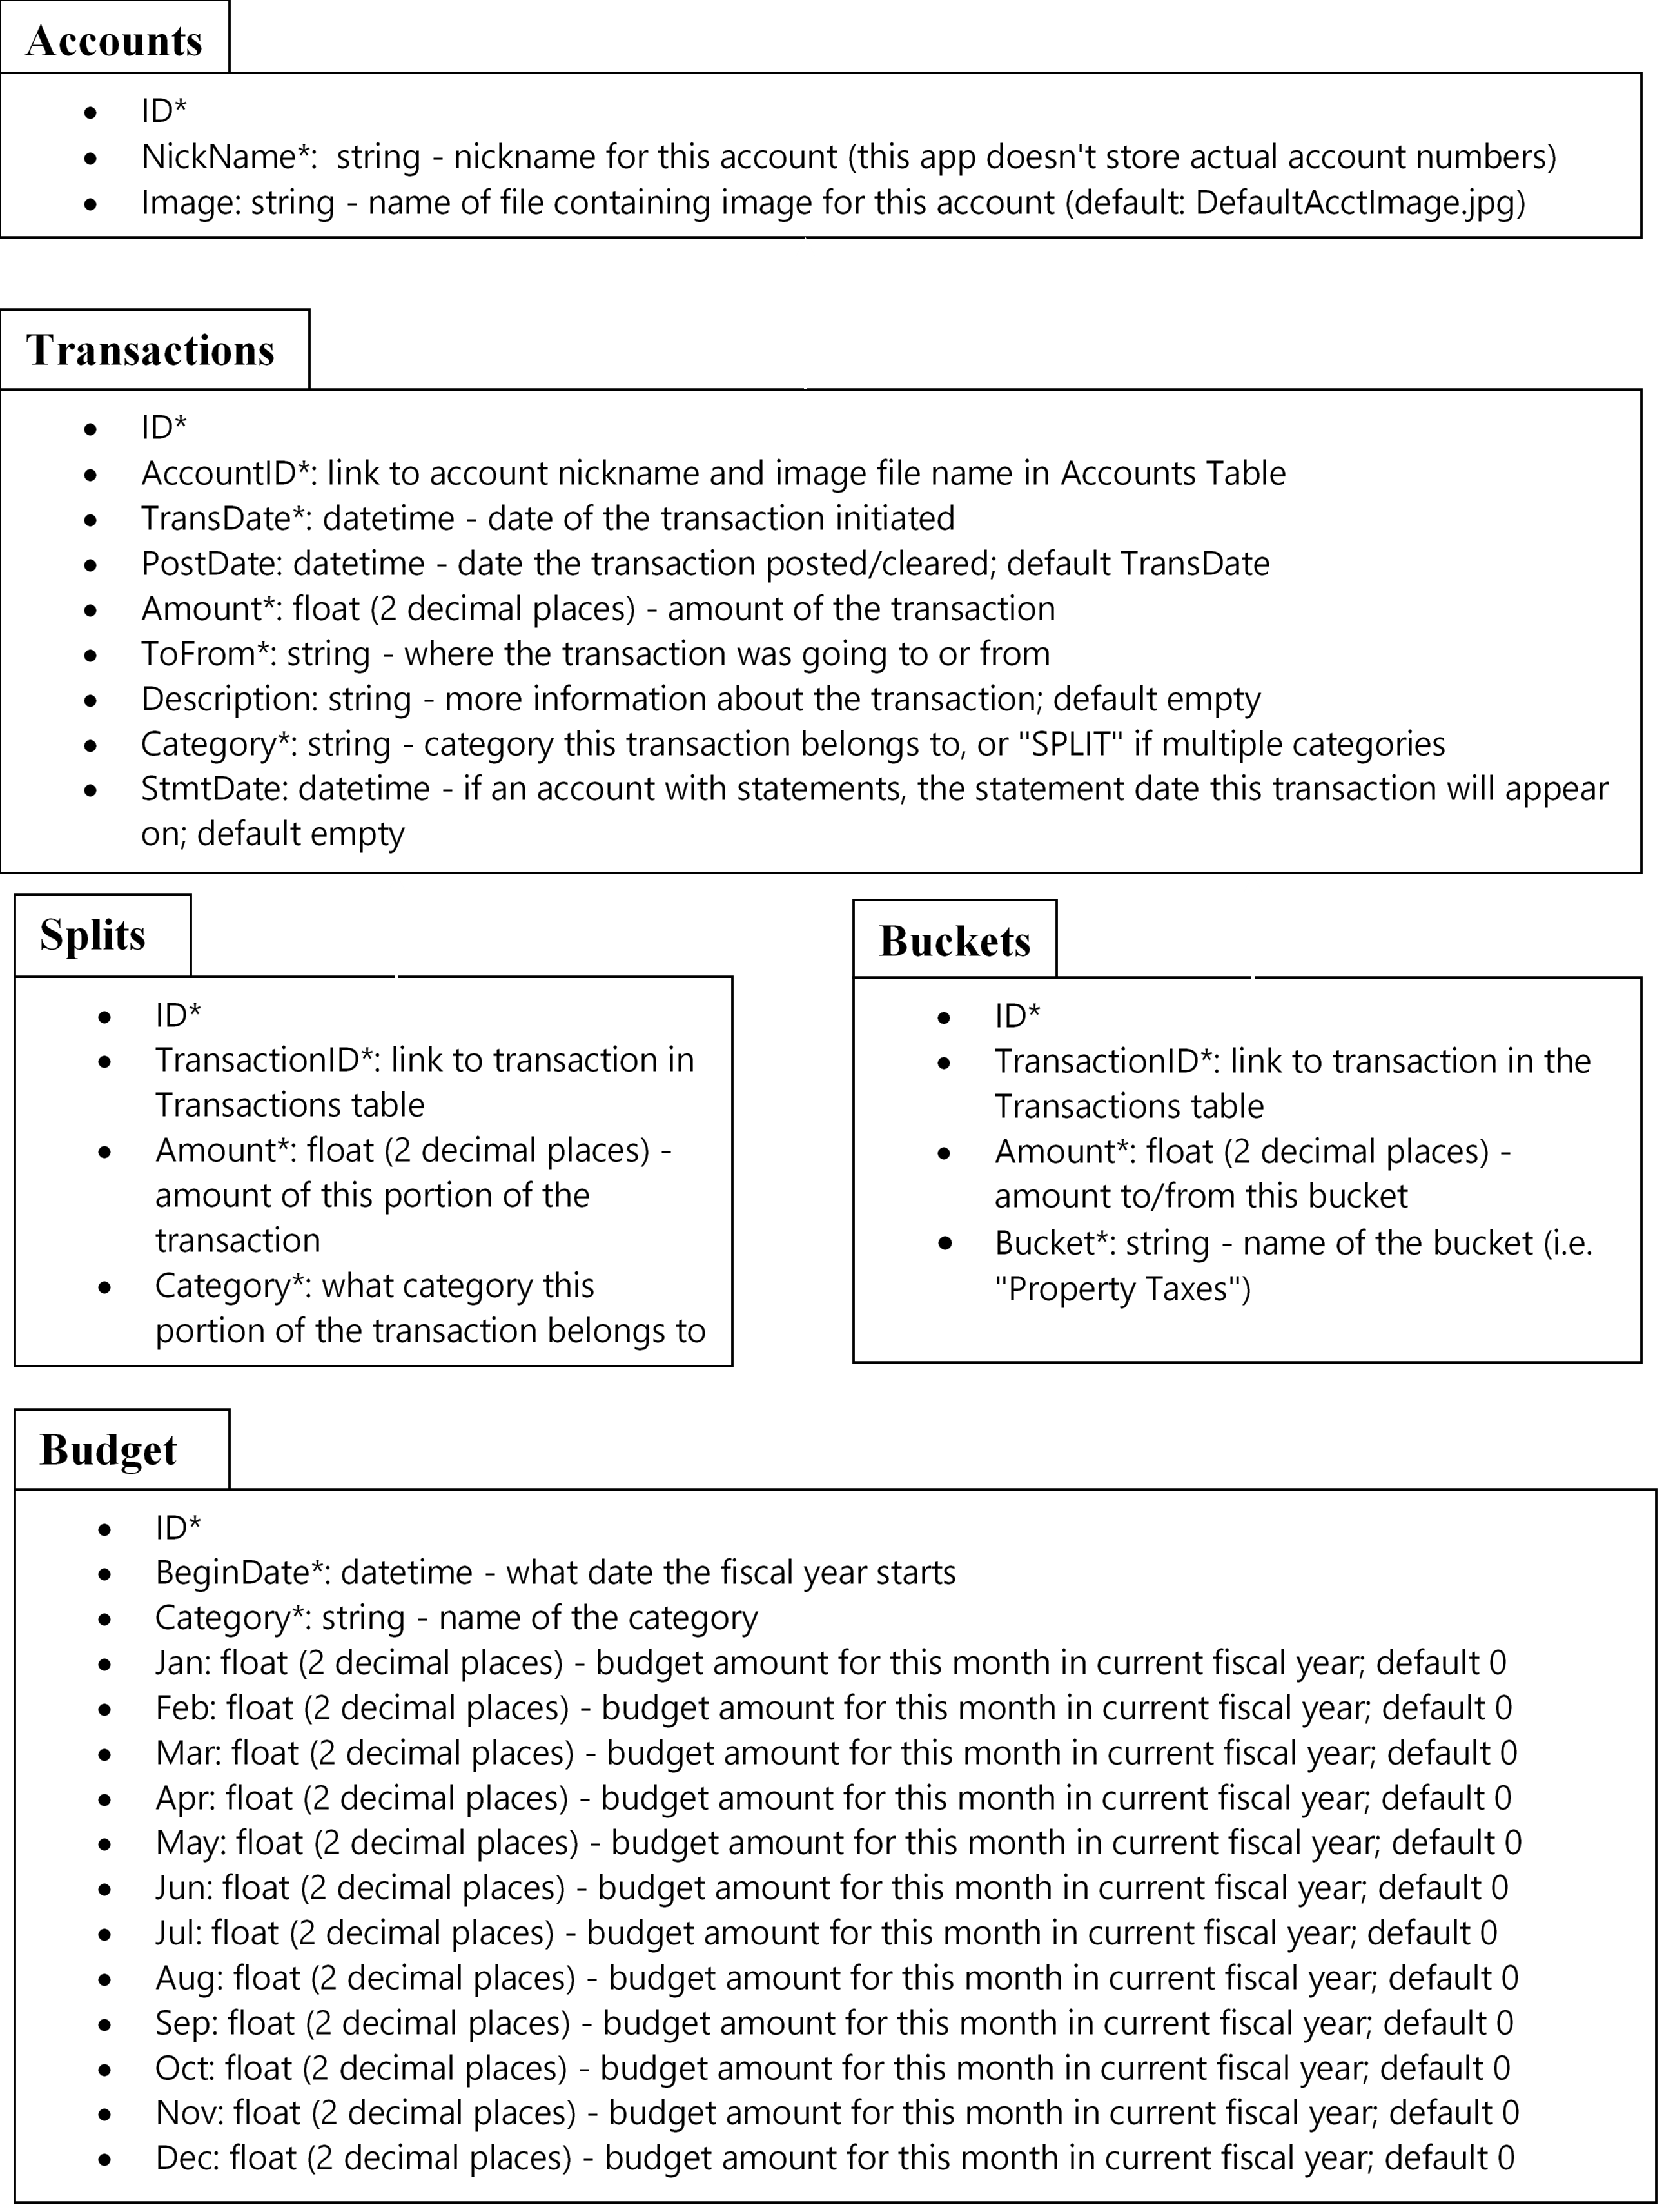 Accounts
• ID*
• NickName*:  string - nickname for this account (this app doesn't store actual account numbers)
• Image: string - name of file containing image for this account (default: DefaultAcctImage.jpg)
Transactions
• ID*
• AccountID*: link to account nickname and image file name in Accounts Table
• TransDate*: datetime - date of the transaction initiated
• PostDate: datetime - date the transaction posted/cleared; default TransDate
• Amount*: float (2 decimal places) - amount of the transaction
• ToFrom*: string - where the transaction was going to or from
• Description: string - more information about the transaction; default empty
• Category*: string - category this transaction belongs to, or "SPLIT" if multiple categories
• StmtDate: datetime - if an account with statements, the statement date this transaction will appear
on; default empty
Splits
• ID*
• TransactionID*: link to transaction in
Transactions table
• Amount*: float (2 decimal places) -
amount of this portion of the
transaction
• Category*: what category this
portion of the transaction belongs to
Buckets
• ID*
• TransactionID*: link to transaction in the
Transactions table
• Amount*: float (2 decimal places) -
amount to/from this bucket
• Bucket*: string - name of the bucket (i.e.
"Property Taxes")
Budget
• ID*
• BeginDate*: datetime - what date the fiscal year starts
• Category*: string - name of the category
• Jan: float (2 decimal places) - budget amount for this month in current fiscal year; default 0
• Feb: float (2 decimal places) - budget amount for this month in current fiscal year; default 0
• Mar: float (2 decimal places) - budget amount for this month in current fiscal year; default 0
• Apr: float (2 decimal places) - budget amount for this month in current fiscal year; default 0
• May: float (2 decimal places) - budget amount for this month in current fiscal year; default 0
• Jun: float (2 decimal places) - budget amount for this month in current fiscal year; default 0
• Jul: float (2 decimal places) - budget amount for this month in current fiscal year; default 0
• Aug: float (2 decimal places) - budget amount for this month in current fiscal year; default 0
• Sep: float (2 decimal places) - budget amount for this month in current fiscal year; default 0
• Oct: float (2 decimal places) - budget amount for this month in current fiscal year; default 0
• Nov: float (2 decimal places) - budget amount for this month in current fiscal year; default 0
• Dec: float (2 decimal places) - budget amount for this month in current fiscal year; default 0